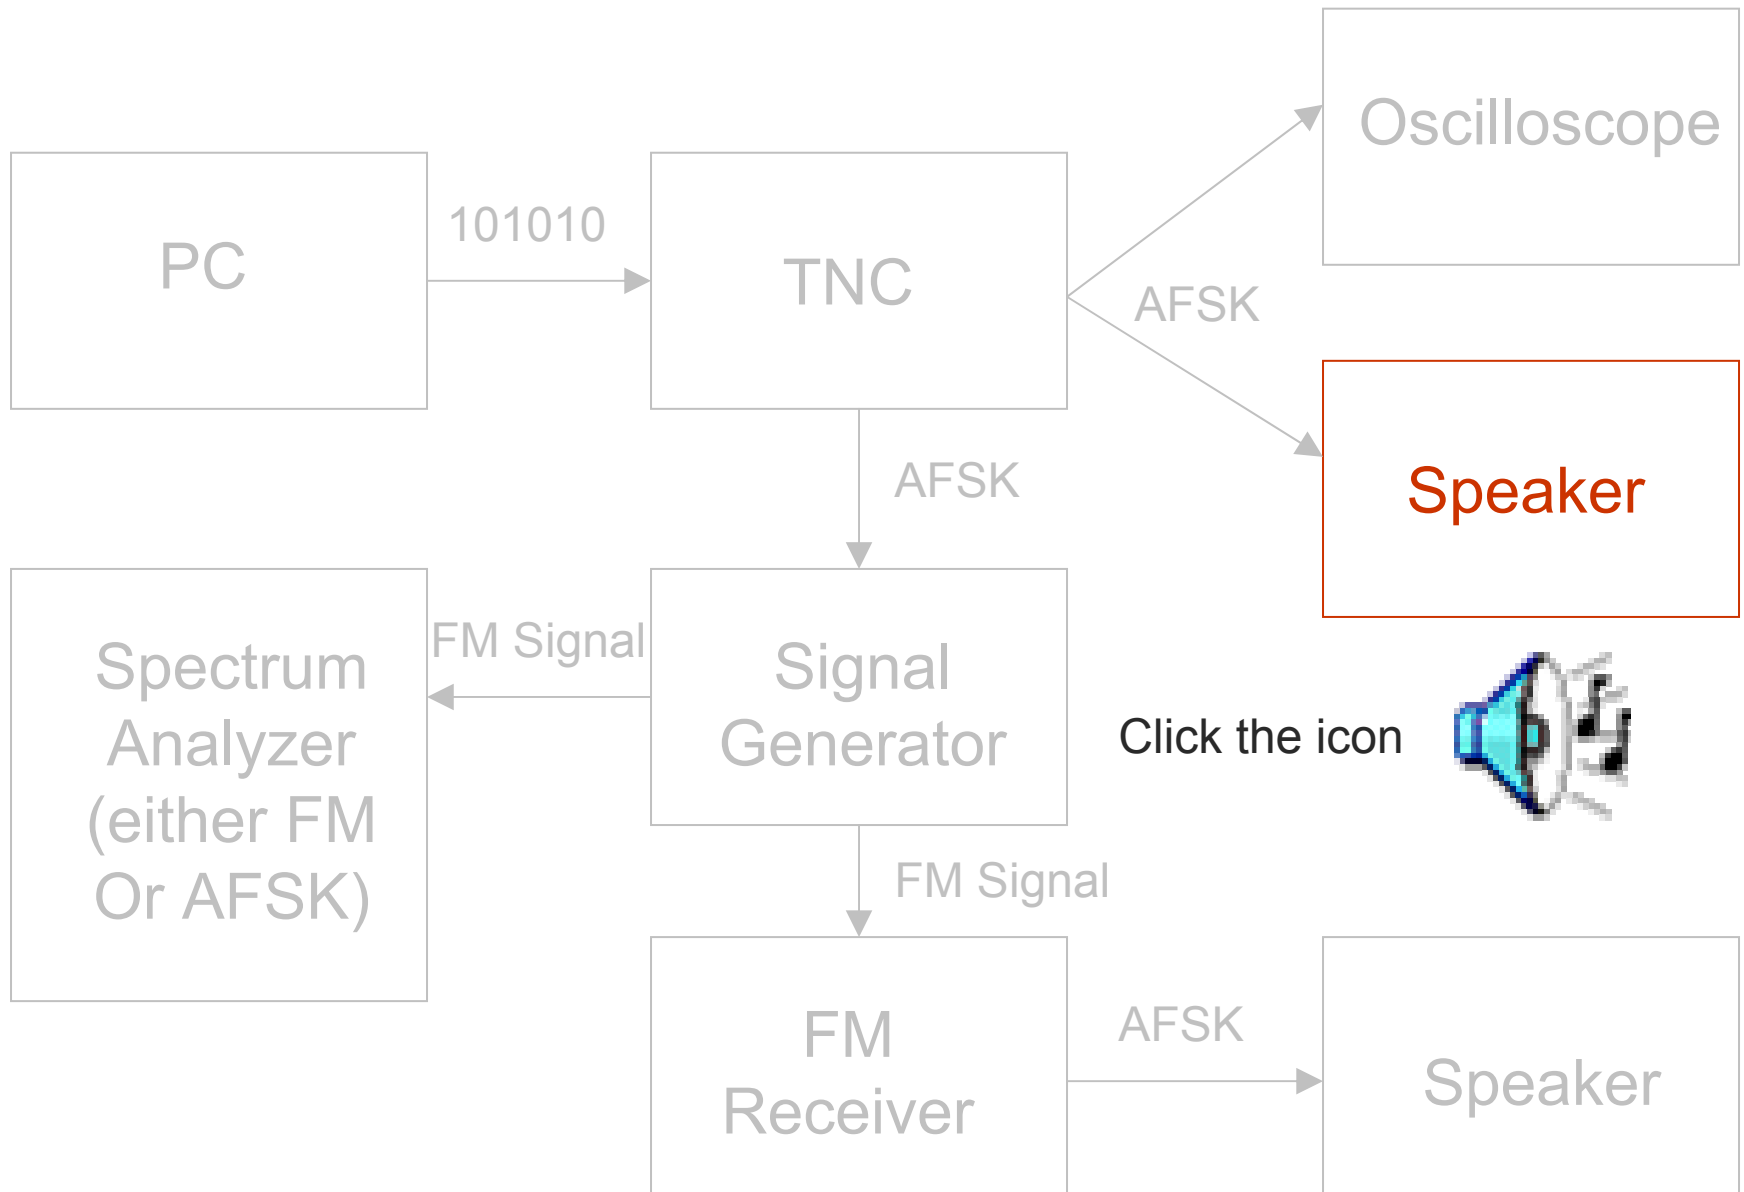 Oscilloscope
PC
101010
TNC
AFSK
Speaker
AFSK
Spectrum
Analyzer
(either FM
Or AFSK)
FM Signal
Signal
Generator
Click the icon
FM Signal
FM
Receiver
AFSK
Speaker